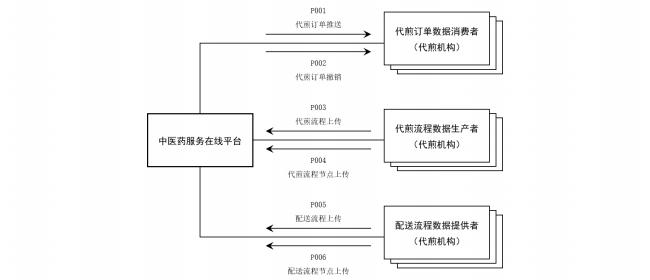 P001
代煎订单推送
代煎订单数据消费者
（代煎机构）
P002
代煎订单撤销
P003
代煎流程上传
中医药服务在线平台
代煎流程数据生产者
（代煎机构）
P004
代煎流程节点上传
P005
配送流程上传
配送流程数据提供者
（代煎机构）
P006
配送流程节点上传